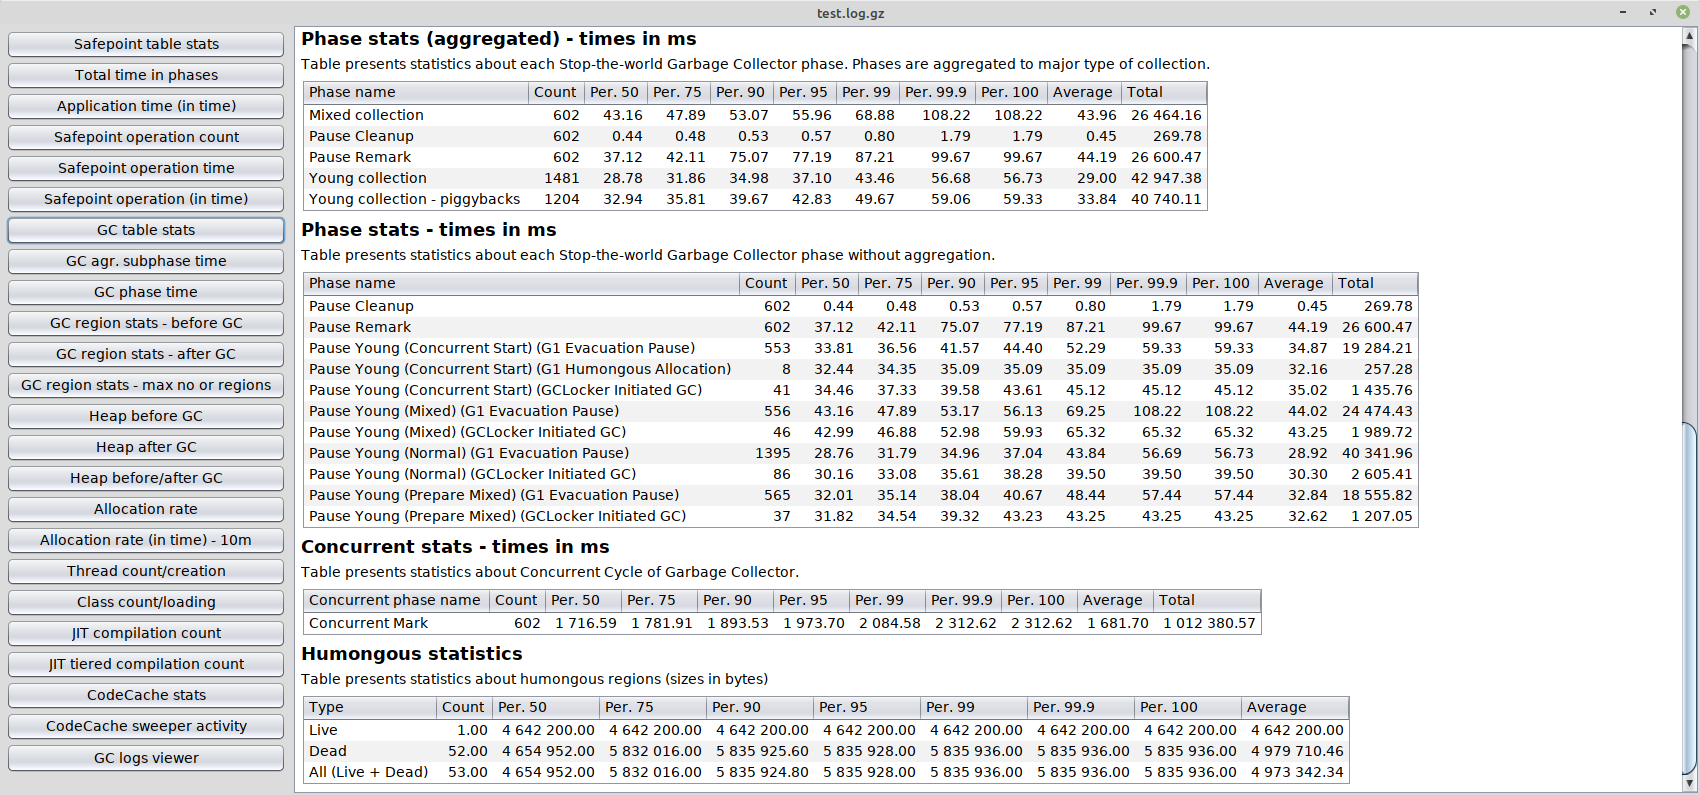 test.log.gz
Safepoint table stats
Total time in phases
Application time (in time)
Safepoint operation count
Safepoint operation time
Safepoint operation (in time)
GC table stats
GC agr. subphase time
GC phase time
GC region stats - before GC
GC region stats - after GC
GC region stats - max no or regions
Heap before GC
Heap after GC
Heap before/after GC
Allocation rate
Allocation rate (in time) - 10m
Thread count/creation
Class count/loading
JIT compilation count
JIT tiered compilation count
CodeCache stats
CodeCache sweeper activity
GC logs viewer
Phase stats (aggregated) - times in ms
Table presents statistics about each Stop-the-world Garbage Collector phase. Phases are aggregated to major type of collection.
Phase name Count Per. 50 Per. 75 Per. 90 Per. 95 Per. 99 Per. 99.9 Per. 100 Average Total
Mixed collection 602 43.16 47.89 53.07 55.96 68.88 108.22 108.22 43.96 26 464.16
Pause Cleanup 602 0.44 0.48 0.53 0.57 0.80 1.79 1.79 0.45 269.78
Pause Remark 602 37.12 42.11 75.07 77.19 87.21 99.67 99.67 44.19 26 600.47
Young collection 1481 28.78 31.86 34.98 37.10 43.46 56.68 56.73 29.00 42 947.38
Young collection - piggybacks 1204 32.94 35.81 39.67 42.83 49.67 59.06 59.33 33.84 40 740.11
Phase stats - times in ms
Table presents statistics about each Stop-the-world Garbage Collector phase without aggregation.
Phase name Count Per. 50 Per. 75 Per. 90 Per. 95 Per. 99 Per. 99.9 Per. 100 Average Total
Pause Cleanup 602 0.44 0.48 0.53 0.57 0.80 1.79 1.79 0.45 269.78
Pause Remark 602 37.12 42.11 75.07 77.19 87.21 99.67 99.67 44.19 26 600.47
Pause Young (Concurrent Start) (G1 Evacuation Pause) 553 33.81 36.56 41.57 44.40 52.29 59.33 59.33 34.87 19 284.21
Pause Young (Concurrent Start) (G1 Humongous Allocation) 8 32.44 34.35 35.09 35.09 35.09 35.09 35.09 32.16 257.28
Pause Young (Concurrent Start) (GCLocker Initiated GC) 41 34.46 37.33 39.58 43.61 45.12 45.12 45.12 35.02 1 435.76
Pause Young (Mixed) (G1 Evacuation Pause) 556 43.16 47.89 53.17 56.13 69.25 108.22 108.22 44.02 24 474.43
Pause Young (Mixed) (GCLocker Initiated GC) 46 42.99 46.88 52.98 59.93 65.32 65.32 65.32 43.25 1 989.72
Pause Young (Normal) (G1 Evacuation Pause) 1395 28.76 31.79 34.96 37.04 43.84 56.69 56.73 28.92 40 341.96
Pause Young (Normal) (GCLocker Initiated GC) 86 30.16 33.08 35.61 38.28 39.50 39.50 39.50 30.30 2 605.41
Pause Young (Prepare Mixed) (G1 Evacuation Pause) 565 32.01 35.14 38.04 40.67 48.44 57.44 57.44 32.84 18 555.82
Pause Young (Prepare Mixed) (GCLocker Initiated GC) 37 31.82 34.54 39.32 43.23 43.25 43.25 43.25 32.62 1 207.05
Concurrent stats - times in ms
Table presents statistics about Concurrent Cycle of Garbage Collector.
Concurrent phase name Count Per. 50 Per. 75 Per. 90 Per. 95 Per. 99 Per. 99.9 Per. 100 Average Total
Concurrent Mark 602 1 716.59 1 781.91 1 893.53 1 973.70 2 084.58 2 312.62 2 312.62 1 681.70 1 012 380.57
Humongous statistics
Table presents statistics about humongous regions (sizes in bytes)
Type Count Per. 50 Per. 75 Per. 90 Per. 95 Per. 99 Per. 99.9 Per. 100 Average
Live 1.00 4 642 200.00 4 642 200.00 4 642 200.00 4 642 200.00 4 642 200.00 4 642 200.00 4 642 200.00 4 642 200.00
Dead 52.00 4 654 952.00 5 832 016.00 5 835 925.60 5 835 928.00 5 835 936.00 5 835 936.00 5 835 936.00 4 979 710.46
All (Live + Dead) 53.00 4 654 952.00 5 832 016.00 5 835 924.80 5 835 928.00 5 835 936.00 5 835 936.00 5 835 936.00 4 973 342.34